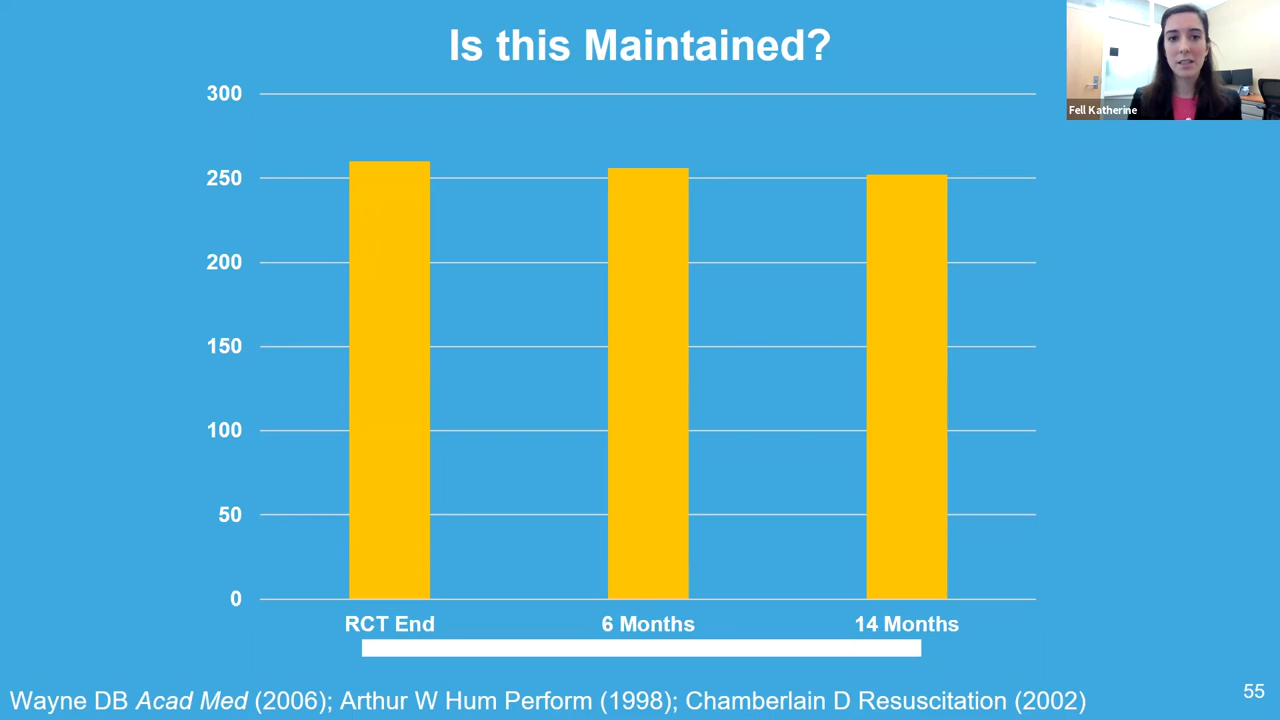 Is this Maintained?
Fell Katherine
300
250
200
150
100
50
0
RCT End 6 Months 14 Months
Wayne DB Acad Med (2006); Arthur W Hum Perform (1998); Chamberlain D Resuscitation (2002)
55